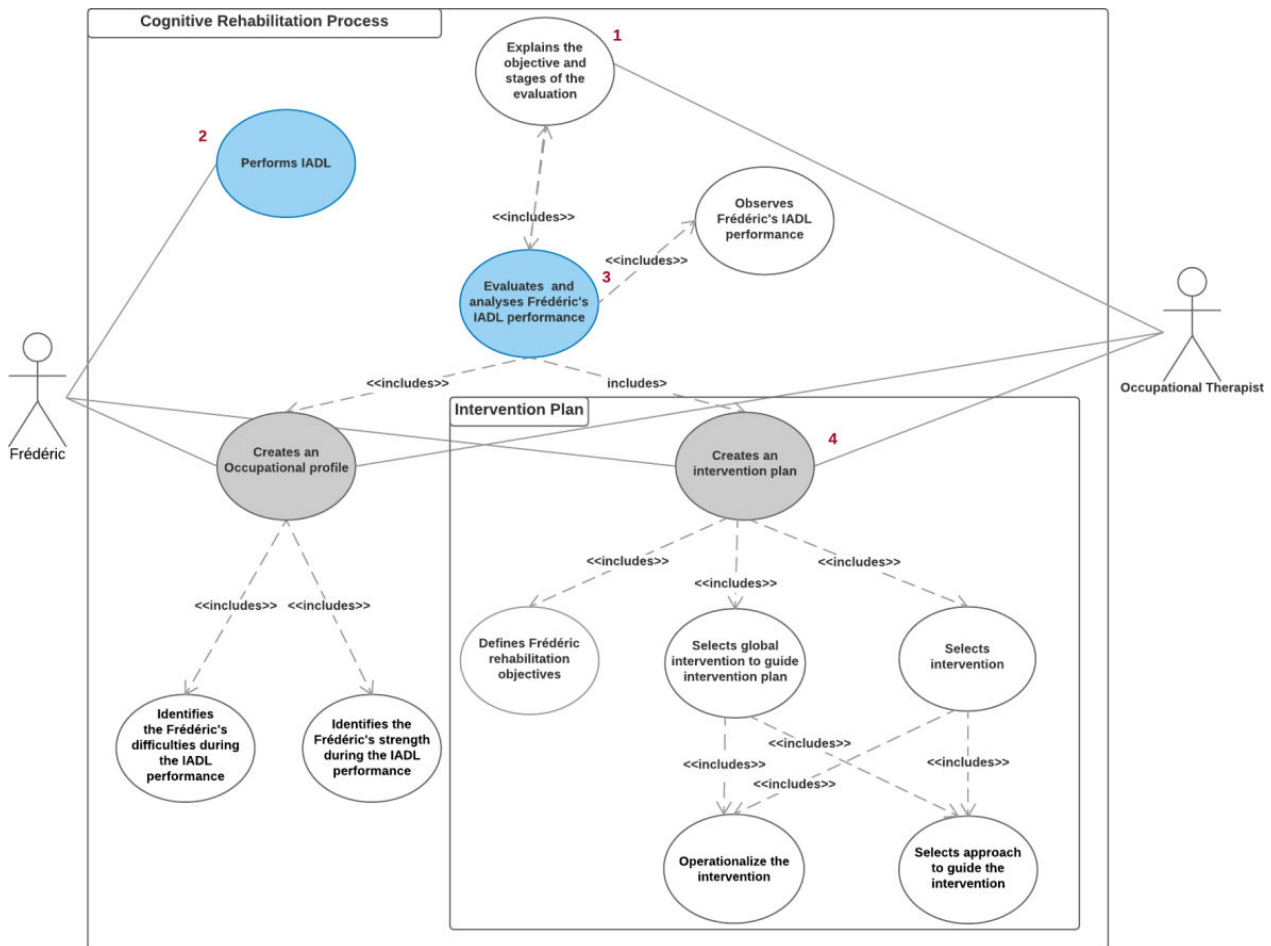 Cognitive Rehabilitation Process
1
Explains the
objective and
stages of the
evaluation
2
Performs IADL
<<includes>>
Observes
Frédéric's IADL
performance
<<includes>>
3
Evaluates and
analyses Frédéric's
IADL performance
Frédéric
Occupational Therapist
<<includes>>
includes>
Intervention Plan
Creates an
Occupational profile
4
Creates an
intervention plan
<<includes>>
<<includes>>
<<includes>>
<<includes>>
<<includes>>
Defines Frédéric
rehabilitation
objectives
Selects global
intervention to guide
intervention plan
Selects
intervention
Identifies
the Frédéric's
difficulties during
the IADL
performance
Identifies the
Frédéric's strength
during the IADL
performance
<<includes>>
<<includes>>
<<includes>>
<<includes>>
Operationalize the
intervention
Selects approach
to guide the
intervention